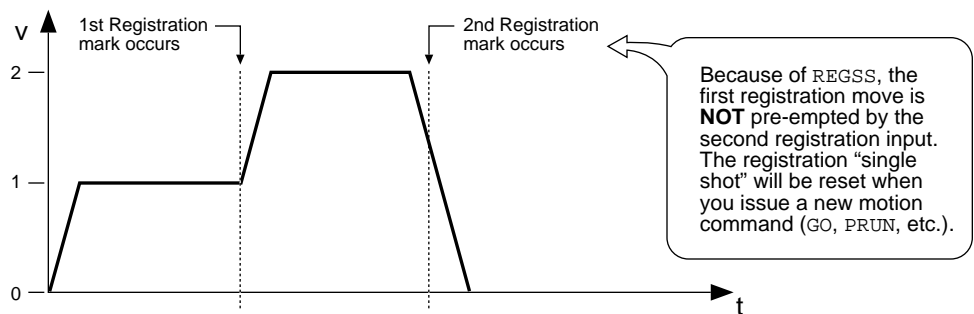 v
1st Registration
mark occurs
2nd Registration
mark occurs
Because of REGSS, the
first registration move is
NOT pre-empted by the
second registration input.
The registration “single
shot” will be reset when
you issue a new motion
command (GO, PRUN, etc.).
2
1
0
t